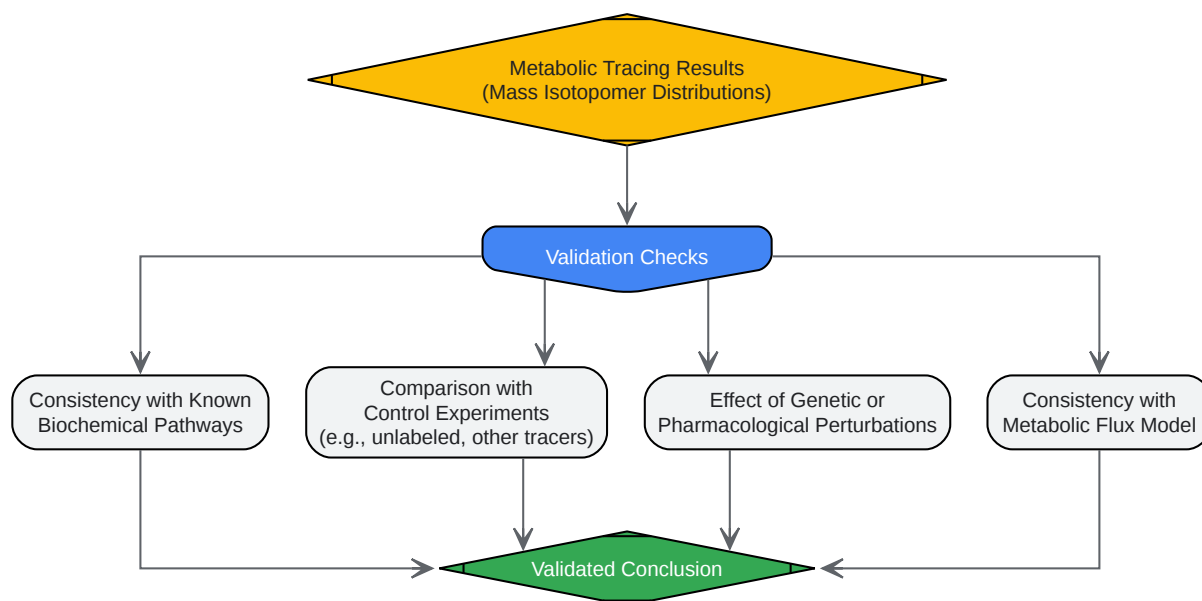 Metabolic Tracing Results
(Mass Isotopomer Distributions)
Validation Checks
Consistency with Known
Biochemical Pathways
Comparison with
Control Experiments
(e.g., unlabeled, other tracers)
Effect of Genetic or
Pharmacological Perturbations
Consistency with
Metabolic Flux Model
Validated Conclusion